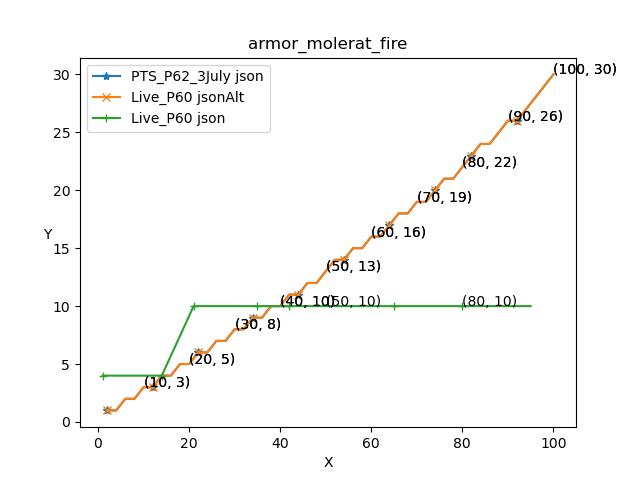 armor_molerat_fire
PTS_P62_3July json
Live_P60 jsonAlt
Live_P60 json
Y
30
25
20
15
10
5
0
(100, 30)
(90, 26)
(80, 22)
(70, 19)
(60, 16)
(50, 13)
(40, 10)
(50, 10)
(80, 10)
(30, 8)
(20, 5)
(10, 3)
0 20 40 60 80 100
X